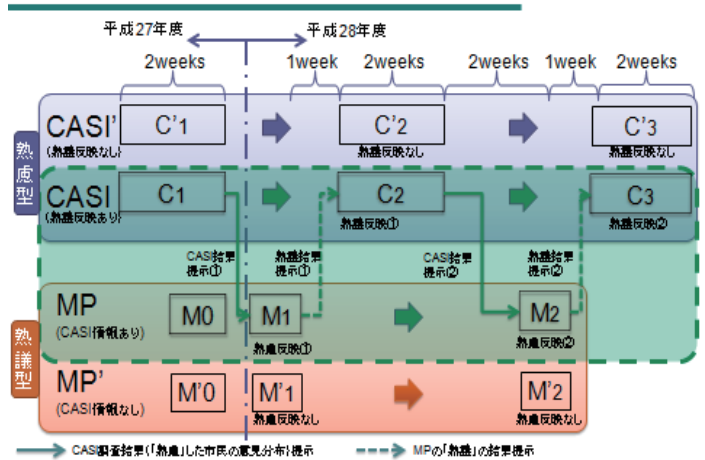 平成27年度
平成28年度
2weeks
1week
2weeks
2weeks
1week
2weeks
熟慮型
CASI'
(熟議反映なし)
C'1
C'2
熟議反映なし
C'3
熟議反映なし
CASI
(熟議反映あり)
C1
C2
熟議反映①
C3
熟議反映②
CASI結果
提示①
熟議結果
提示①
CASI結果
提示②
熟議結果
提示②
熟議型
MP
(CASI情報あり)
M0
M1
熟慮反映①
M2
熟慮反映②
MP'
(CASI情報なし)
M'0
M'1
熟慮反映なし
M'2
熟慮反映なし
CASI調査結果(「熟慮」した市民の意見分布)提示
MPの「熟議」の結果提示